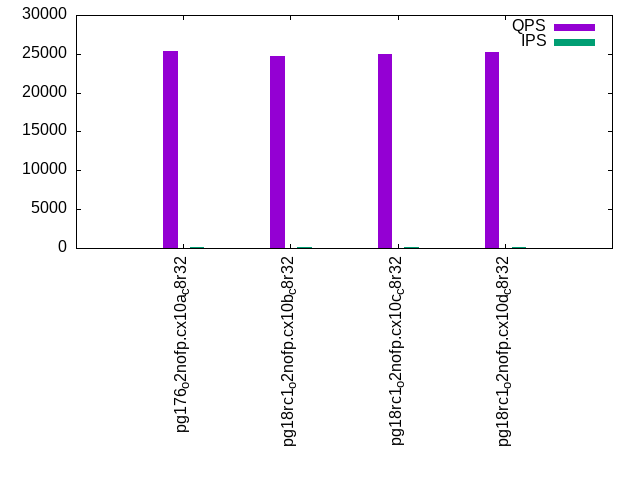 30000
25000
20000
15000
10000
5000
0
QPS
IPS
pg176o2nofp.cx10ac8r32
pg18rc1o2nofp.cx10bc8r32
pg18rc1o2nofp.cx10cc8r32
pg18rc1o2nofp.cx10dc8r32